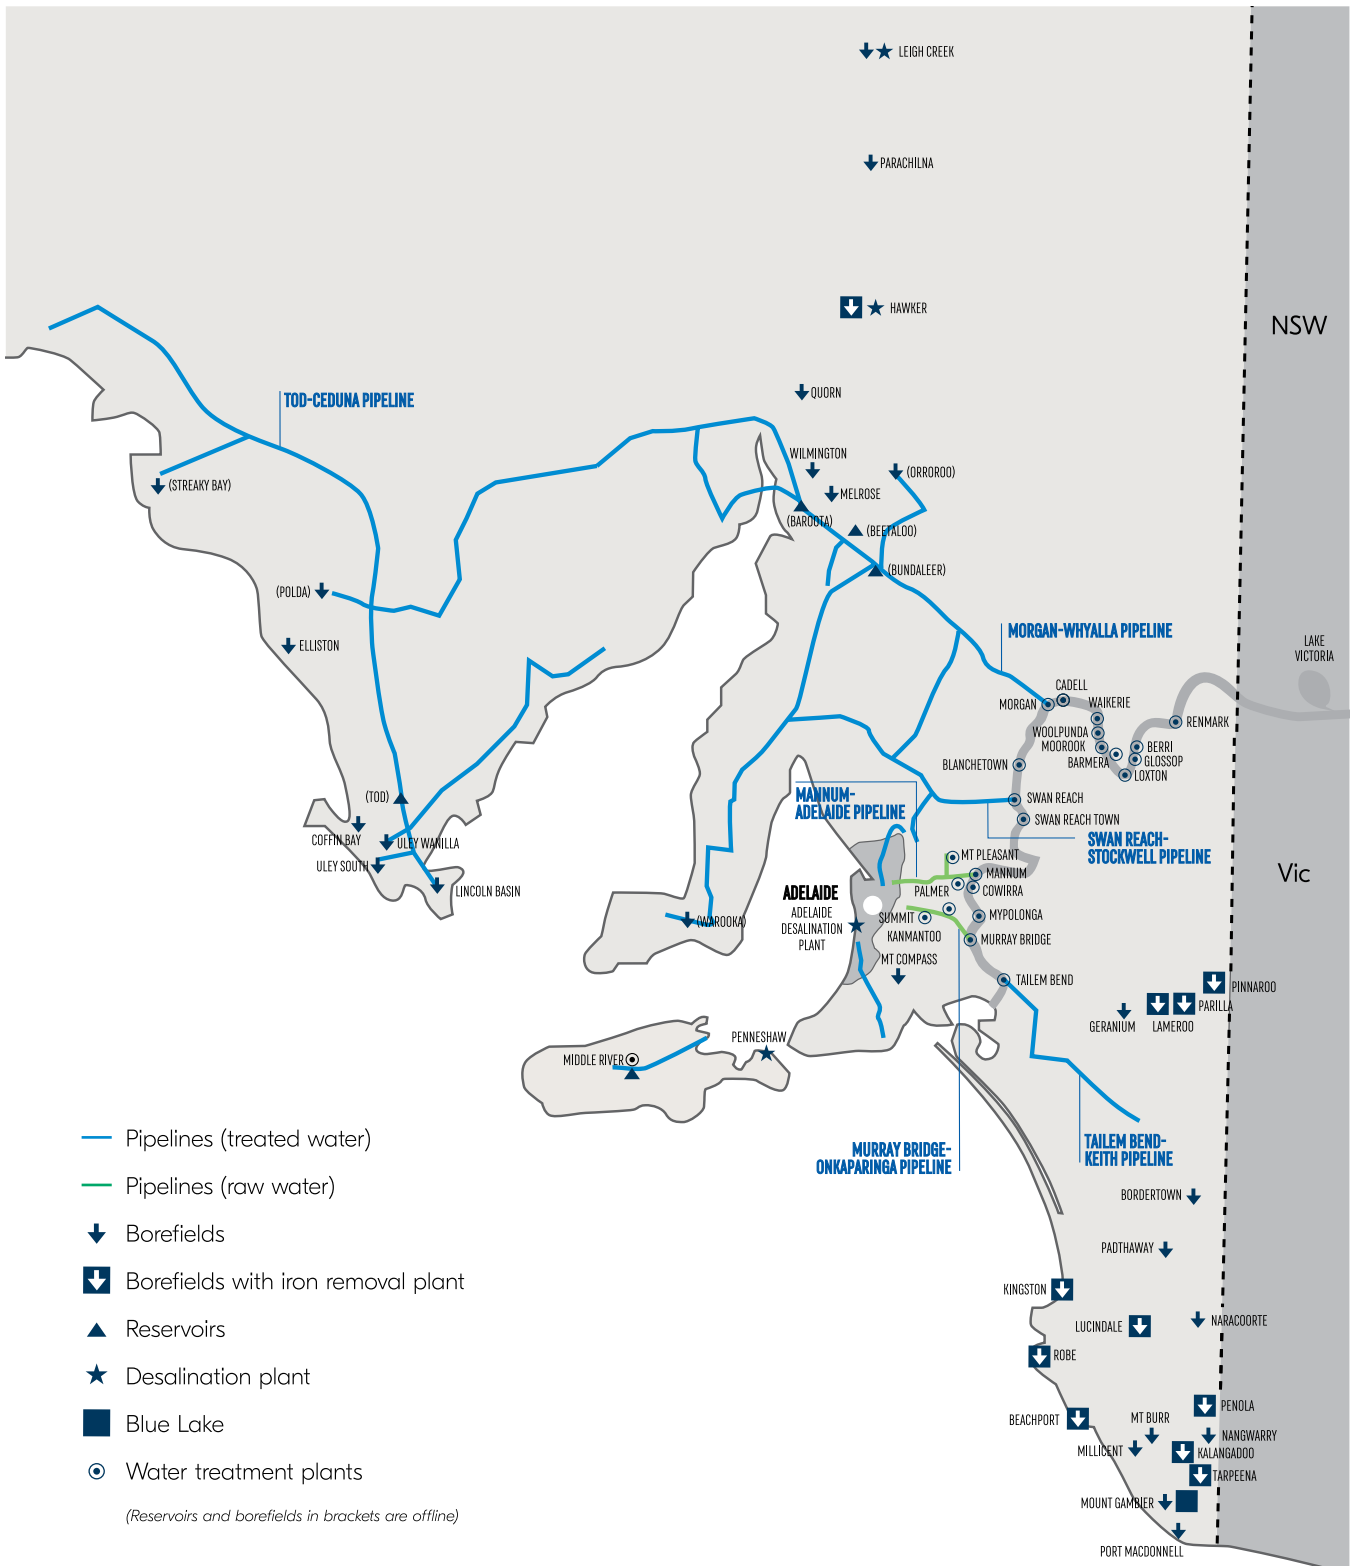 LEIGH CREEK
PARACHILNA
HAWKER
NSW
QUORN
TOD-CEDUNA PIPELINE
WILMINGTON
(ORROROO)
(STREAKY BAY)
MELROSE
(BAROOTA)
(BEETALOO)
(BUNDALEER)
(POLDA)
ELLISTON
MORGAN-WHYALLA PIPELINE
LAKE
VICTORIA
CADELL
MORGAN
WAIKERIE
RENMARK
WOOLPUNDA
MOOROOK
BERRI
BARMERA
GLOSSOP
LOXTON
BLANCHETOWN
(TOD)
MANNUM-
ADELAIDE PIPELINE
SWAN REACH
SWAN REACH TOWN
COFFIN BAY
ULEY WANILLA
SWAN REACH-
STOCKWELL PIPELINE
ULEY SOUTH
MT PLEASANT
MANNUM
Vic
LINCOLN BASIN
ADELAIDE
PALMER
COWIRRA
ADELAIDE
DESALINATION
PLANT
(WAROOKA)
SUMMIT
MYPOLONGA
KANMANTOO
MURRAY BRIDGE
MT COMPASS
TAILEM BEND
PINNAROO
PARILLA
GERANIUM
LAMEROO
PENNESHAW
MIDDLE RIVER
MURRAY BRIDGE-
ONKAPARINGA PIPELINE
TAILEM BEND-
KEITH PIPELINE
Pipelines (treated water)
Pipelines (raw water)
Borefields
Borefields with iron removal plant
Reservoirs
Desalination plant
Blue Lake
Water treatment plants
(Reservoirs and borefields in brackets are offline)
BORDERTOWN
PADTHAWAY
KINGSTON
LUCINDALE
NARACOORTE
ROBE
PENOLA
BEACHPORT
MT BURR
NANGWARRY
MILLICENT
KALANGADOO
TARPEENA
MOUNT GAMBIER
PORT MACDONNELL